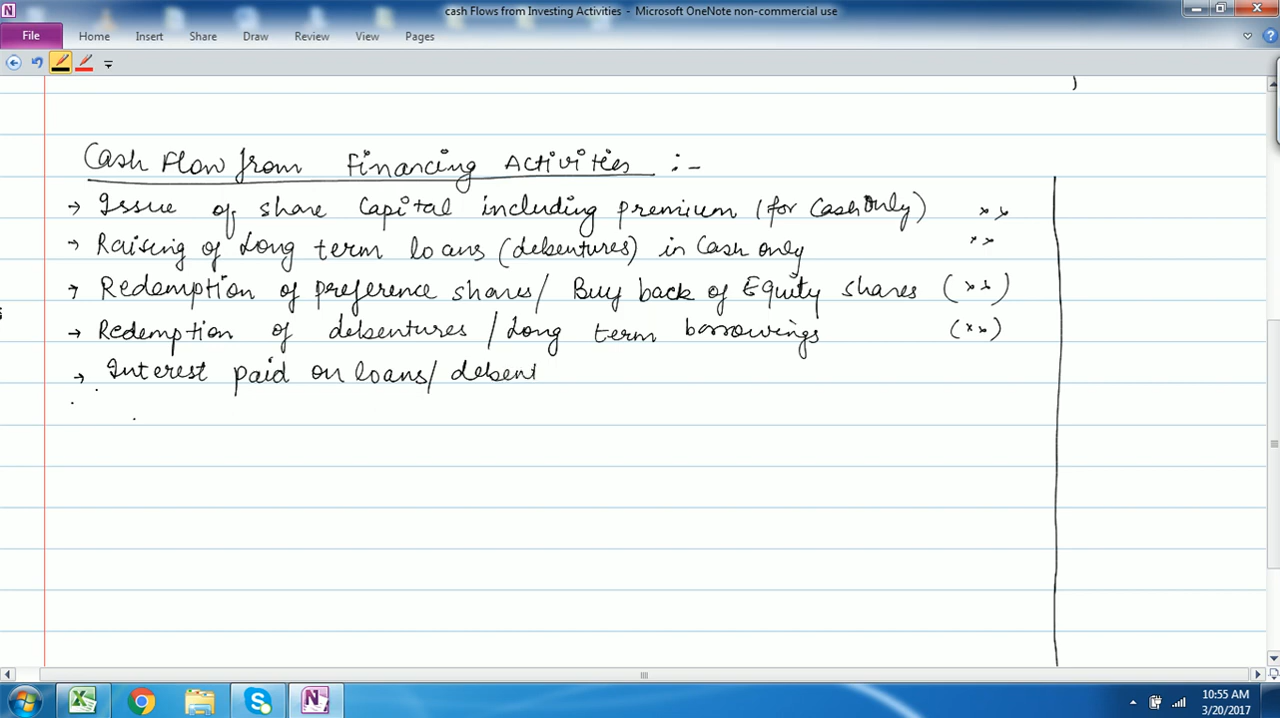 cash Flows from Investing Activities - Microsoft OneNote non-commercial use
File Home Insert Share Draw Review View Pages
Cash Flow from Financing Activities :-
→ Issue of share Capital including premium (for Cash Only) xx
→ Raising of Long term loans (debentures) in Cash only xx
→ Redemption of preference shares/ Buy back of Equity shares (xx)
→ Redemption of debentures /Long term borrowings (xx)
→ Interest paid on loans/ debent
10:55 AM
3/20/2017